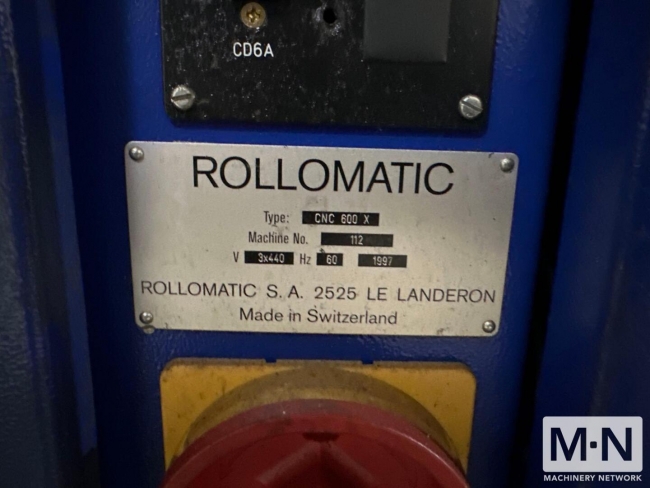 CD6A
ROLLOMATIC
Type: CNC 600 X
Machine No. 112
V 3x440 Hz 60 1997
ROLLOMATIC S.A. 2525 LE LANDERON
Made in Switzerland
M·N
MACHINERY NETWORK